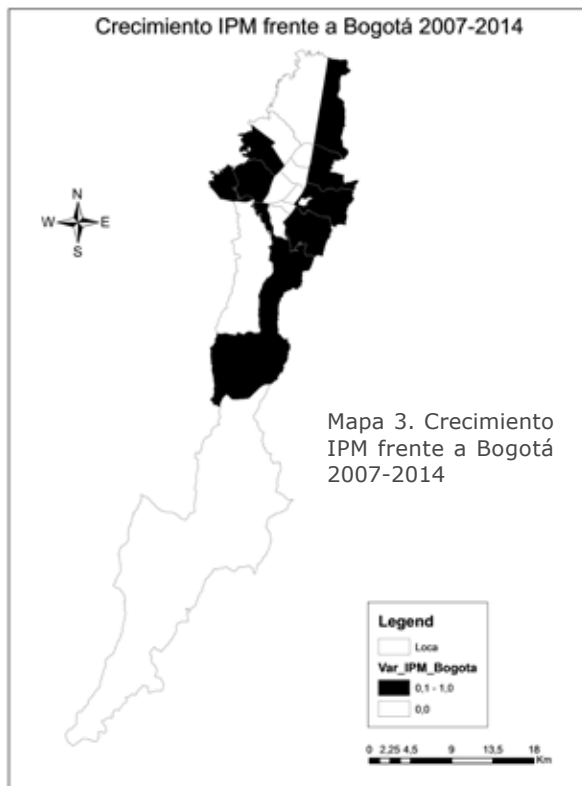 Crecimiento IPM frente a Bogotá 2007-2014
N
W E
S
Mapa 3. Crecimiento
IPM frente a Bogotá
2007-2014
Legend
Loca
Var_IPM_Bogota
0,1 - 1,0
0,0
0 2,25 4,5 9 13,5 18
Km